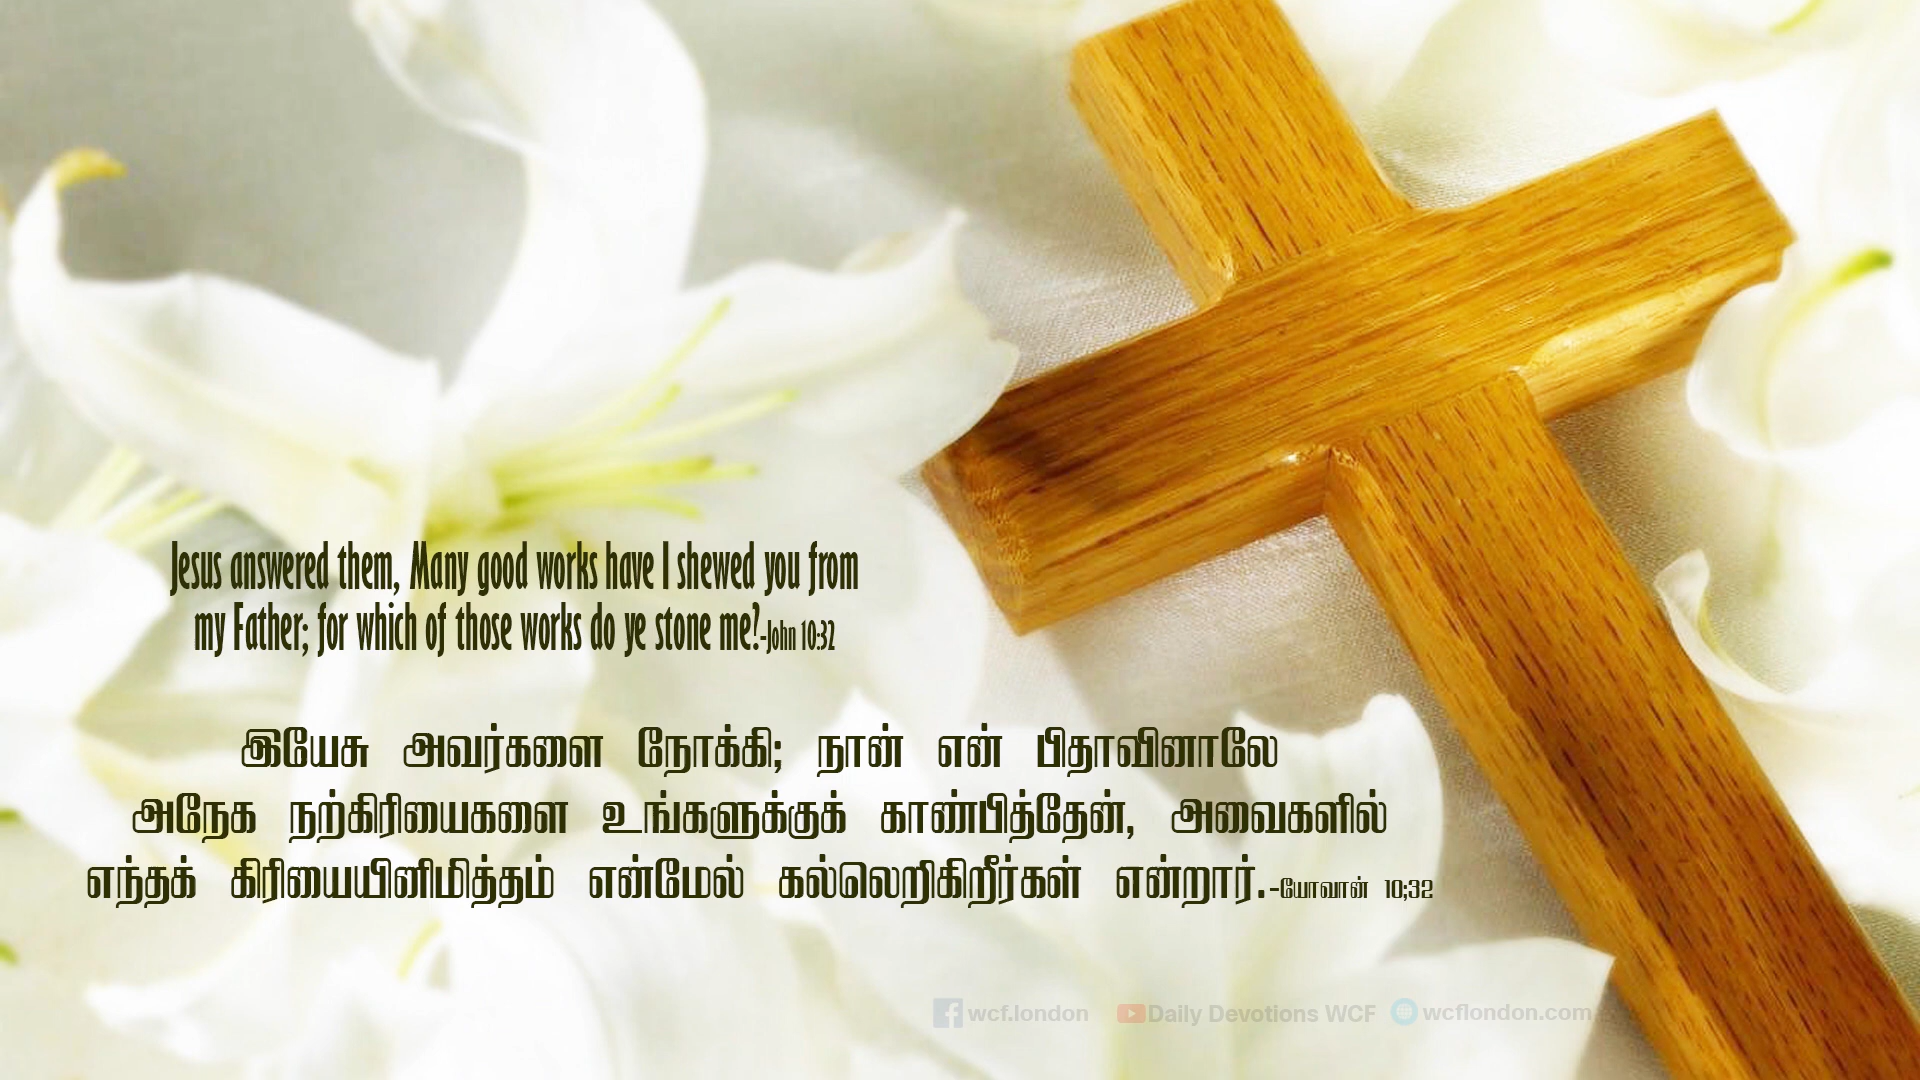 Jesus answered them, Many good works have I shewed you from
my Father; for which of those works do ye stone me?-John 10:32
இயேசு அவர்களை நோக்கி; நான் என் பிதாவினாலே
அநேக நற்கிரியைகளை உங்களுக்குக் காண்பித்தேன், அவைகளில்
எந்தக் கிரியையினிமித்தம் என்மேல் கல்லெறிகிறீர்கள் என்றார்.-யோவான் 10;32
wcf.london Daily Devotions WCF wcflondon.com